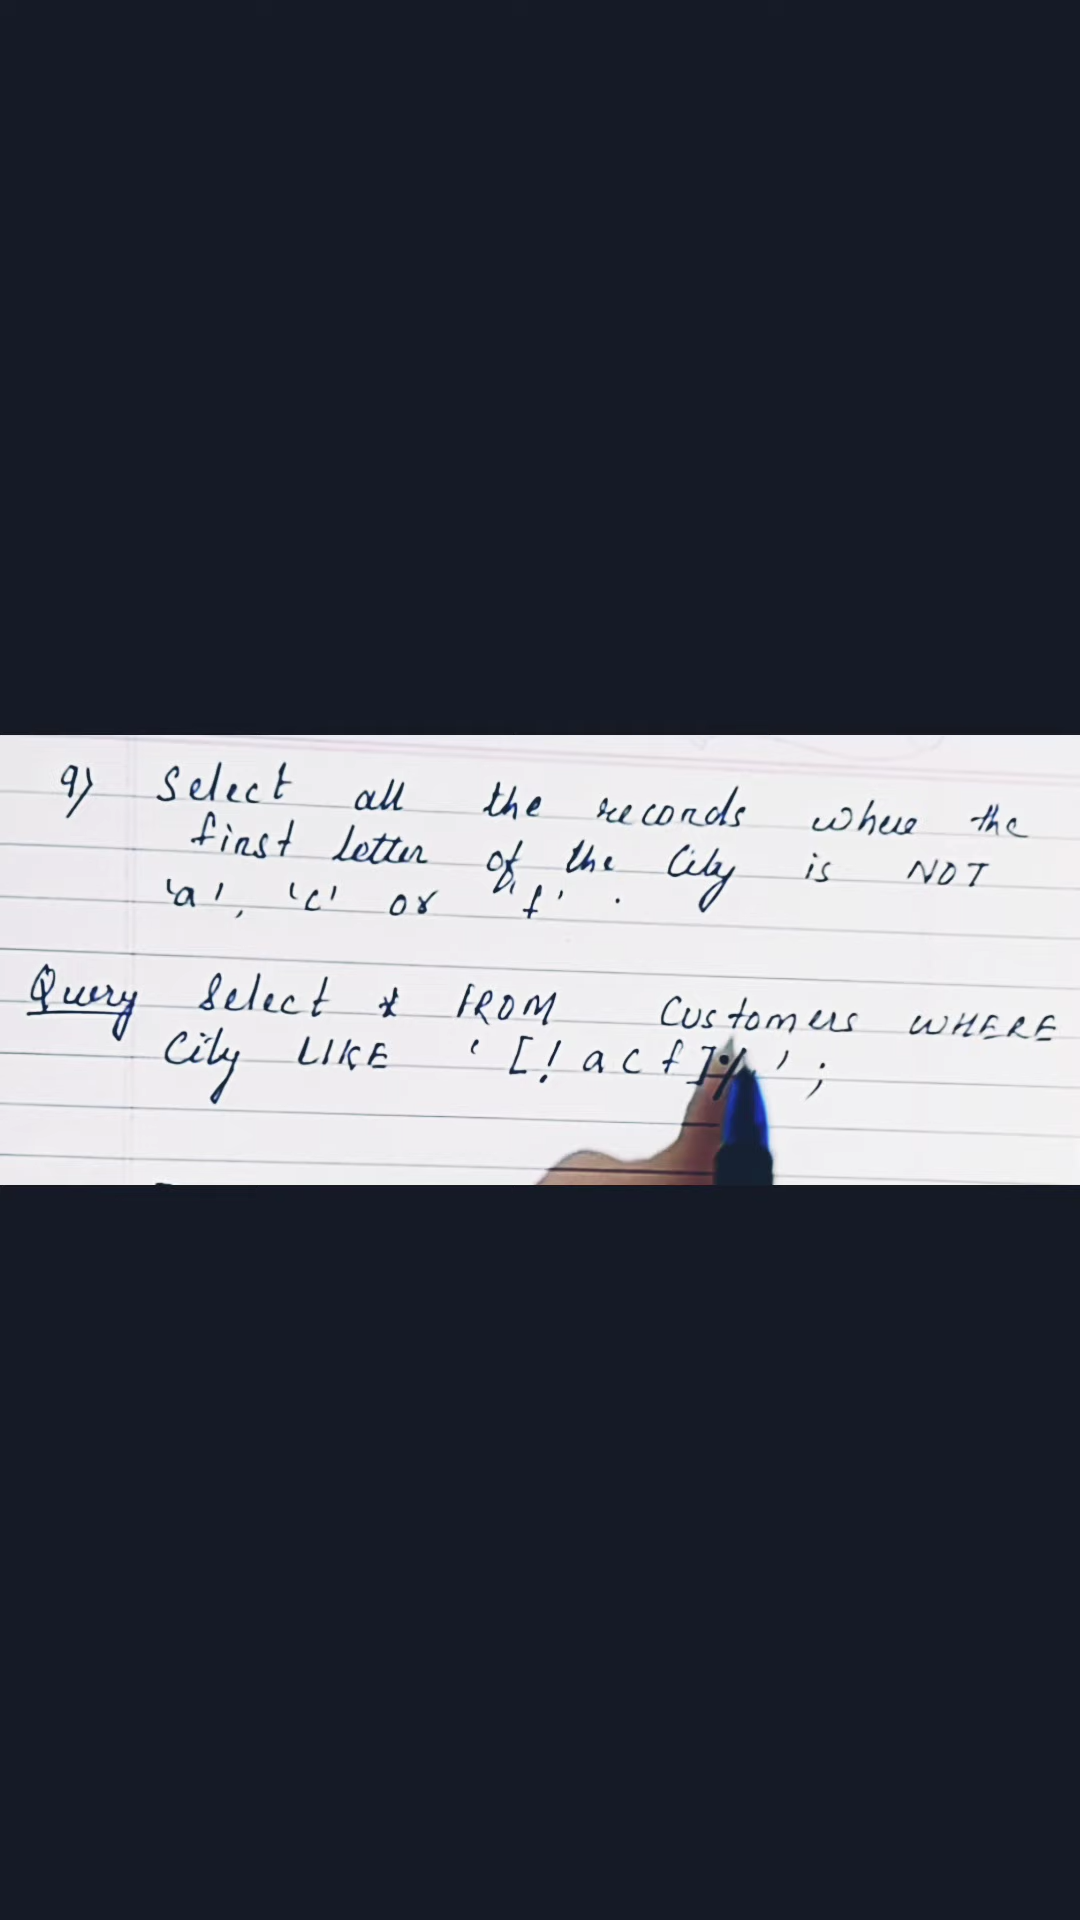 9) Select all the records where the
first letter of the City is NOT
'a', 'c' or 'f' .
Query Select * FROM Customers WHERE
City LIKE '[! a c f]%' ;